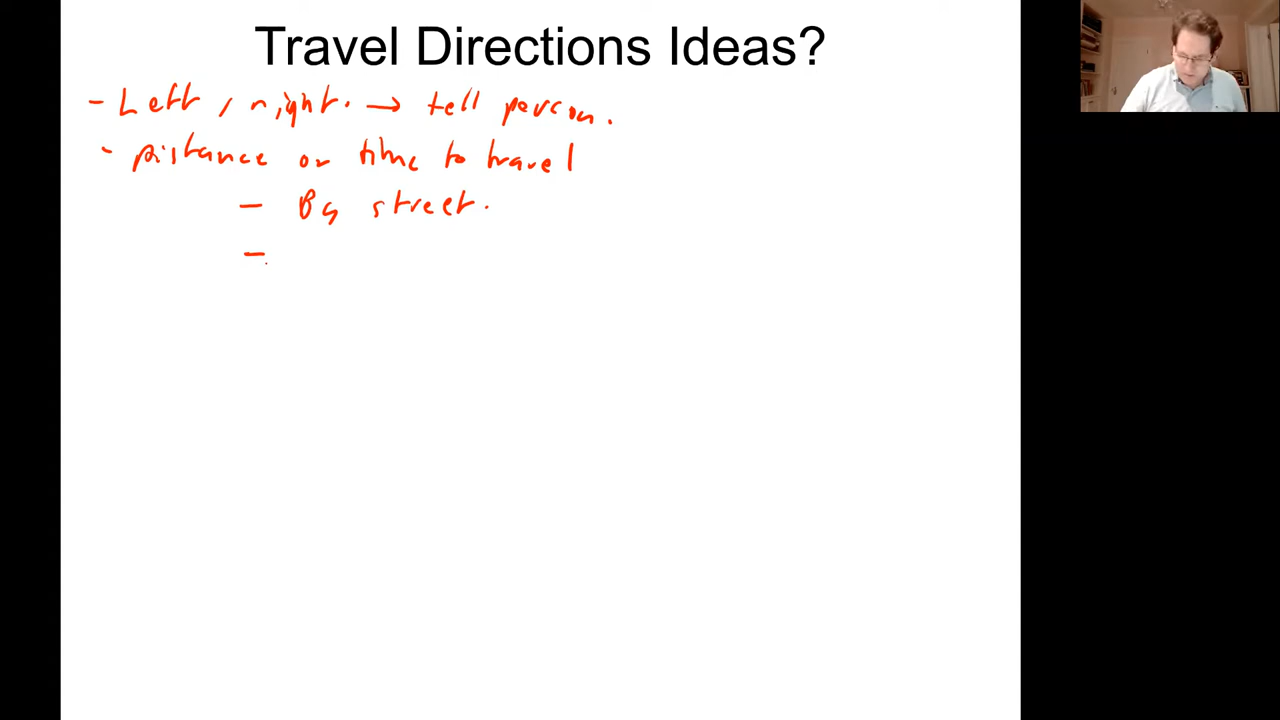 Travel Directions Ideas?
- Left, right. → tell person.
- Distance or time to travel
- By street.
-